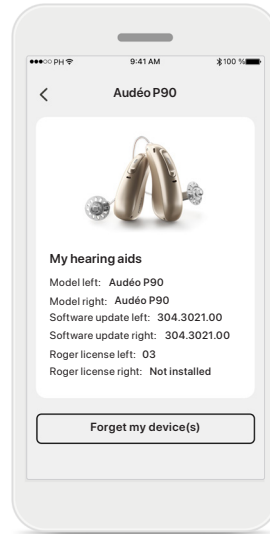 PH 9:41 AM 100 %
Audéo P90
My hearing aids
Model left: Audéo P90
Model right: Audéo P90
Software update left: 304.3021.00
Software update right: 304.3021.00
Roger license left: 03
Roger license right: Not installed
Forget my device(s)